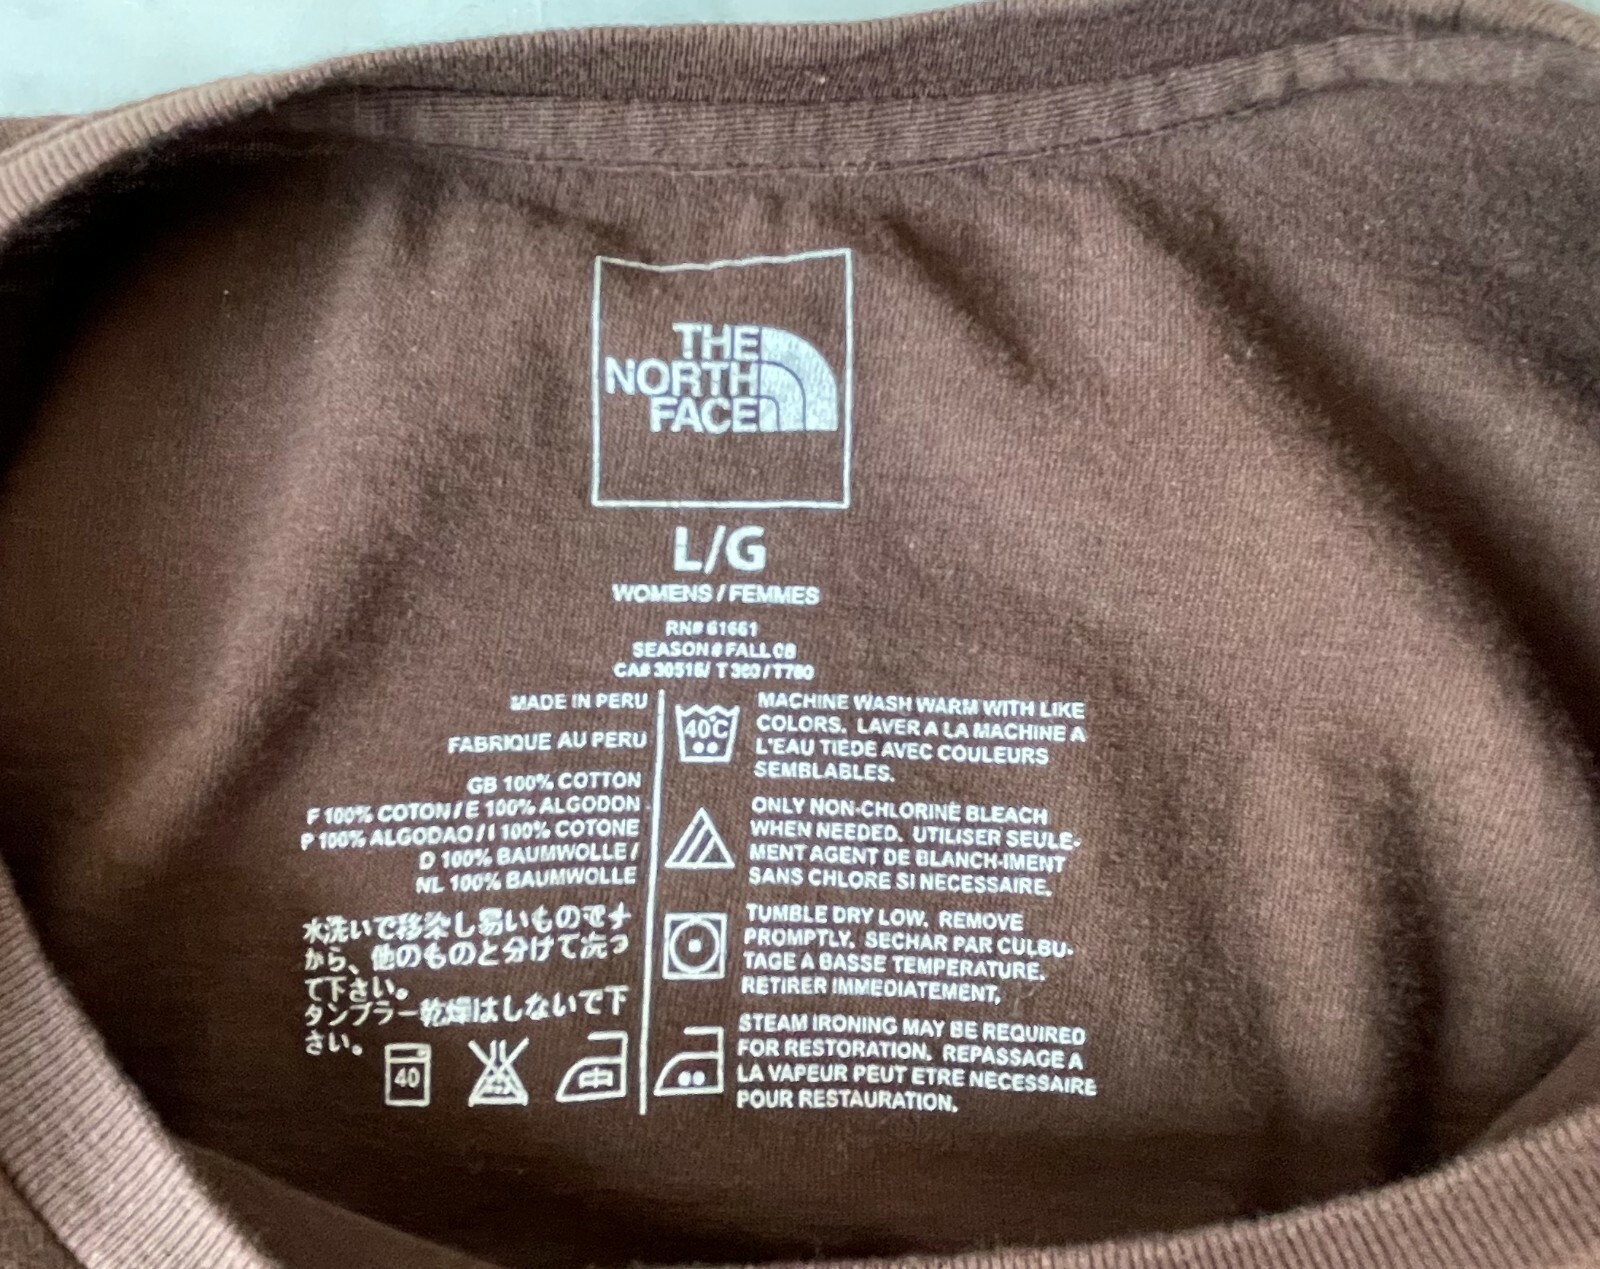 THE
NORTH
FACE
L/G
WOMENS / FEMMES
RN# 61661
SEASON # FALL 08
CA# 30516/ T 360 / T760
MADE IN PERU
FABRIQUE AU PERU
GB 100% COTTON
F 100% COTON / E 100% ALGODON
P 100% ALGODAO / I 100% COTONE
D 100% BAUMWOLLE /
NL 100% BAUMWOLLE
水洗いで移染し易いものです
から、他のものと分けて洗っ
て下さい。
タンブラー乾燥はしないで下
さい。
40
中
40°C
MACHINE WASH WARM WITH LIKE
COLORS. LAVER A LA MACHINE A
L'EAU TIEDE AVEC COULEURS
SEMBLABLES.
ONLY NON-CHLORINE BLEACH
WHEN NEEDED. UTILISER SEULE-
MENT AGENT DE BLANCH-IMENT
SANS CHLORE SI NECESSAIRE.
TUMBLE DRY LOW. REMOVE
PROMPTLY. SECHAR PAR CULBU-
TAGE A BASSE TEMPERATURE.
RETIRER IMMEDIATEMENT,
STEAM IRONING MAY BE REQUIRED
FOR RESTORATION. REPASSAGE A
LA VAPEUR PEUT ETRE NECESSAIRE
POUR RESTAURATION.